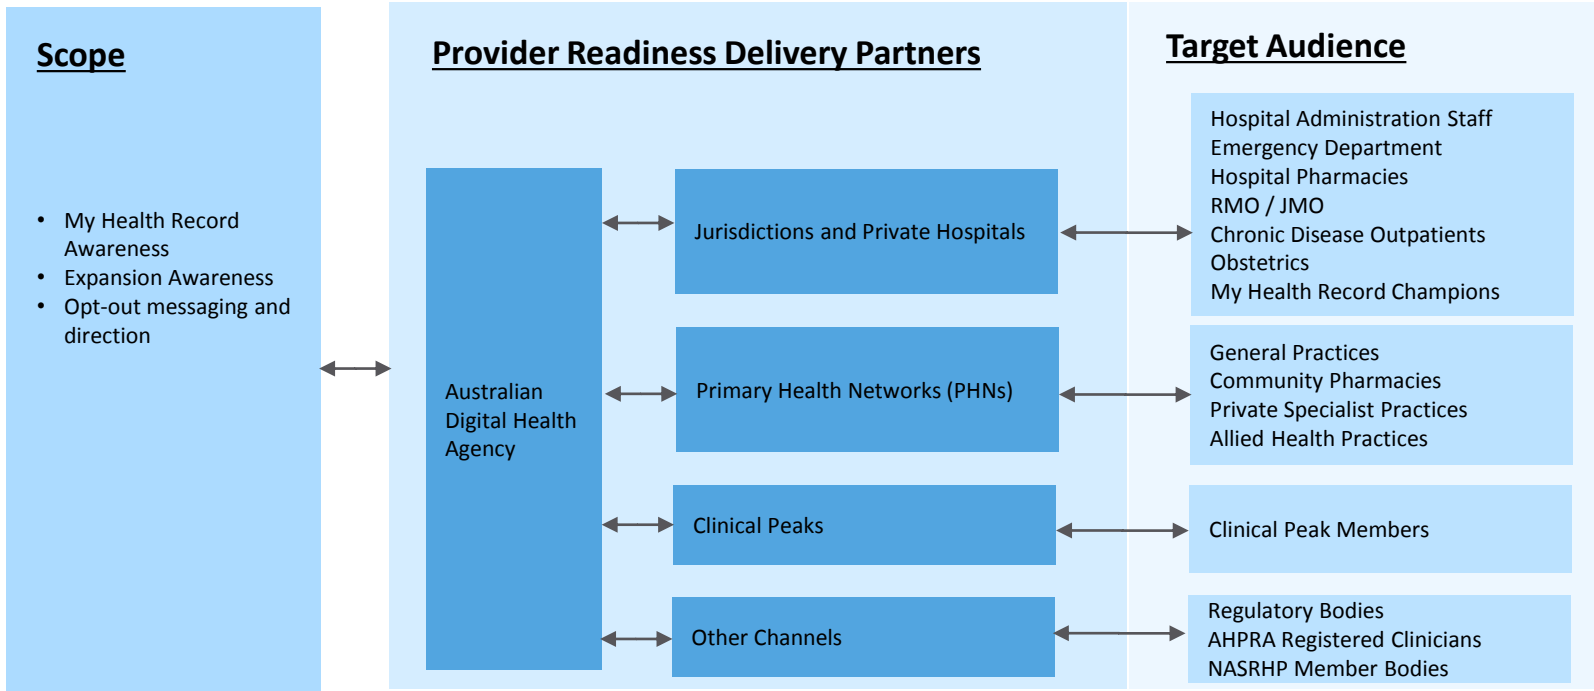 Scope
• My Health Record
Awareness
• Expansion Awareness
• Opt-out messaging and
direction
Provider Readiness Delivery Partners
Australian
Digital Health
Agency
Jurisdictions and Private Hospitals
Primary Health Networks (PHNs)
Clinical Peaks
Other Channels
Target Audience
Hospital Administration Staff
Emergency Department
Hospital Pharmacies
RMO / JMO
Chronic Disease Outpatients
Obstetrics
My Health Record Champions
General Practices
Community Pharmacies
Private Specialist Practices
Allied Health Practices
Clinical Peak Members
Regulatory Bodies
AHPRA Registered Clinicians
NASRHP Member Bodies